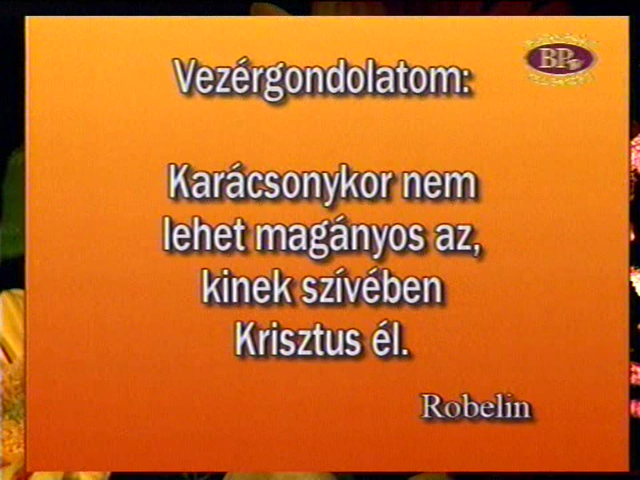 BP
Vezérgondolatom:
Karácsonykor nem
lehet magányos az,
kinek szívében
Krisztus él.
Robelin